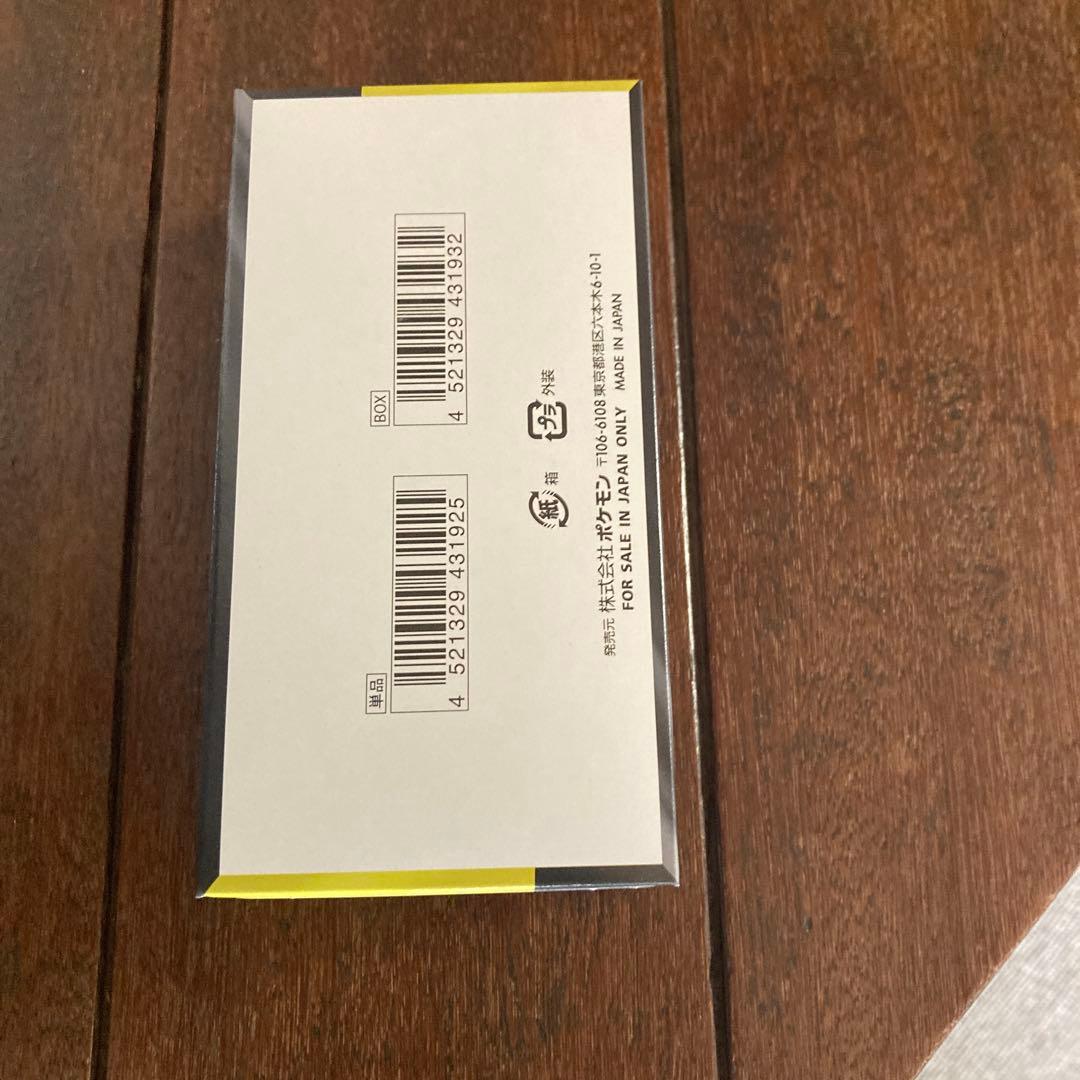 単品
4 521329 431925
BOX
4 521329 431932
紙 箱
プラ 外装
発売元 株式会社 ポケモン 〒106-6108 東京都港区六本木6-10-1
FOR SALE IN JAPAN ONLY MADE IN JAPAN